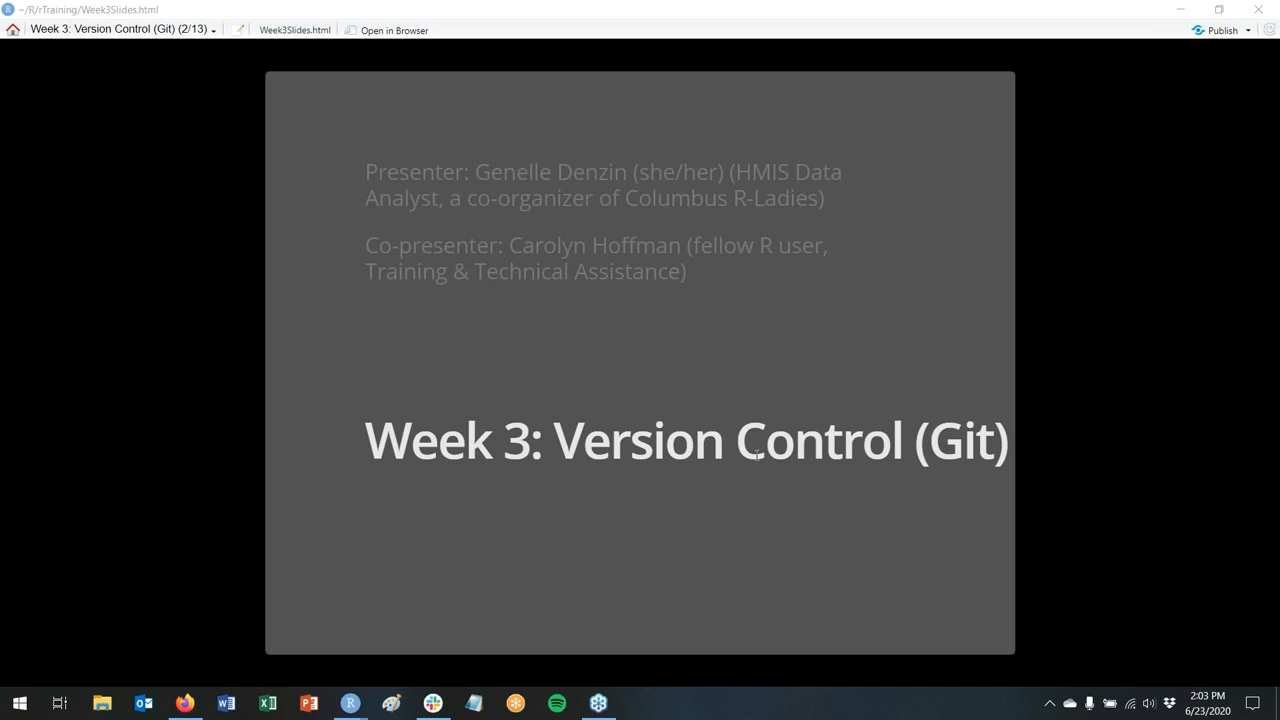 ~/R/rTraining/Week3Slides.html
Week 3: Version Control (Git) (2/13)
Week3Slides.html
Open in Browser
Publish
Presenter: Genelle Denzin (she/her) (HMIS Data
Analyst, a co-organizer of Columbus R-Ladies)
Co-presenter: Carolyn Hoffman (fellow R user,
Training & Technical Assistance)
Week 3: Version Control (Git)
2:03 PM
6/23/2020